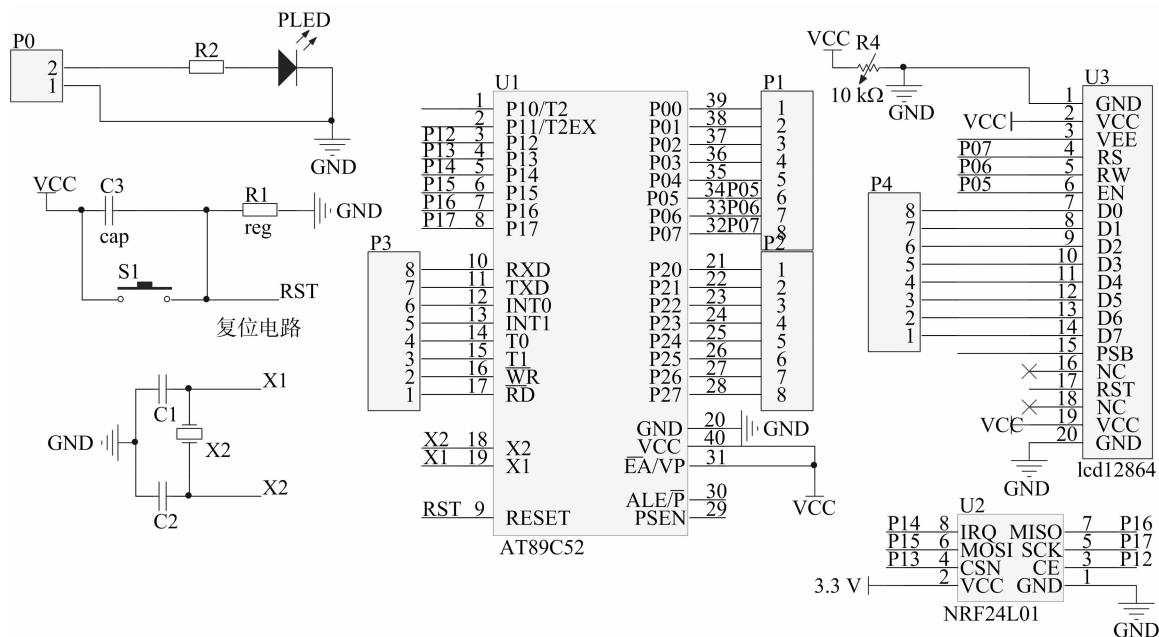 P0
2
1
R2
PLED
GND
VCC
C3
cap
R1
reg
GND
S1
RST
复位电路
X1
C1
GND
X2
X2
C2
U1
1 P10/T2
2 P11/T2EX
P12 3 P12
P13 4 P13
P14 5 P14
P15 6 P15
P16 7 P16
P17 8 P17
P3
8 10 RXD
7 11 TXD
6 12 INT0
5 13 INT1
4 14 T0
3 15 T1
2 16 WR
1 17 RD
X2 18 X2
X1 19 X1
RST 9 RESET
AT89C52
P1
P00 39 1
P01 38 2
P02 37 3
P03 36 4
P04 35 5
P05 34 P05 6
P06 33 P06 7
P07 32 P07 8
P2
P20 21 1
P21 22 2
P22 23 3
P23 24 4
P24 25 5
P25 26 6
P26 27 7
P27 28 8
GND 20 GND
VCC 40
EA/VP 31
ALE/P 30
PSEN 29
VCC
VCC
R4
10 kΩ
GND
U3
1 GND
VCC 2 VCC
3 VEE
P07 4 RS
P06 5 RW
P05 6 EN
P4
8 7 D0
7 8 D1
6 9 D2
5 10 D3
4 11 D4
3 12 D5
2 13 D6
1 14 D7
15 PSB
16 NC
17 RST
18 NC
VCC 19 VCC
20 GND
GND
lcd12864
U2
P14 8 IRQ MISO 7 P16
P15 6 MOSI SCK 5 P17
P13 4 CSN CE 3 P12
3.3 V 2 VCC GND 1
NRF24L01
GND